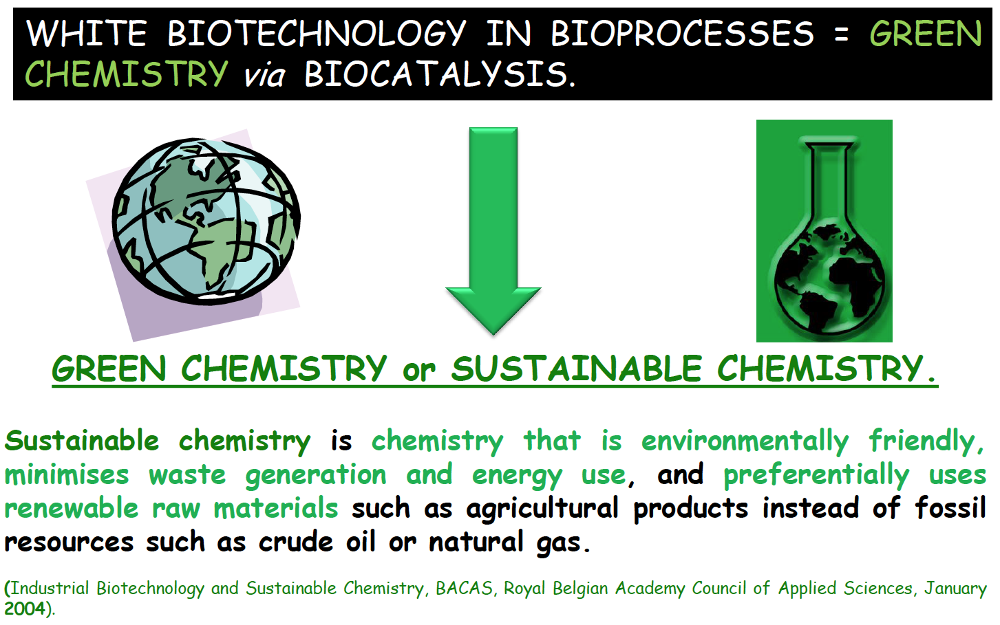 WHITE BIOTECHNOLOGY IN BIOPROCESSES = GREEN
CHEMISTRY via BIOCATALYSIS.
GREEN CHEMISTRY or SUSTAINABLE CHEMISTRY.
Sustainable chemistry is chemistry that is environmentally friendly,
minimises waste generation and energy use, and preferentially uses
renewable raw materials such as agricultural products instead of fossil
resources such as crude oil or natural gas.
(Industrial Biotechnology and Sustainable Chemistry, BACAS, Royal Belgian Academy Council of Applied Sciences, January
2004).